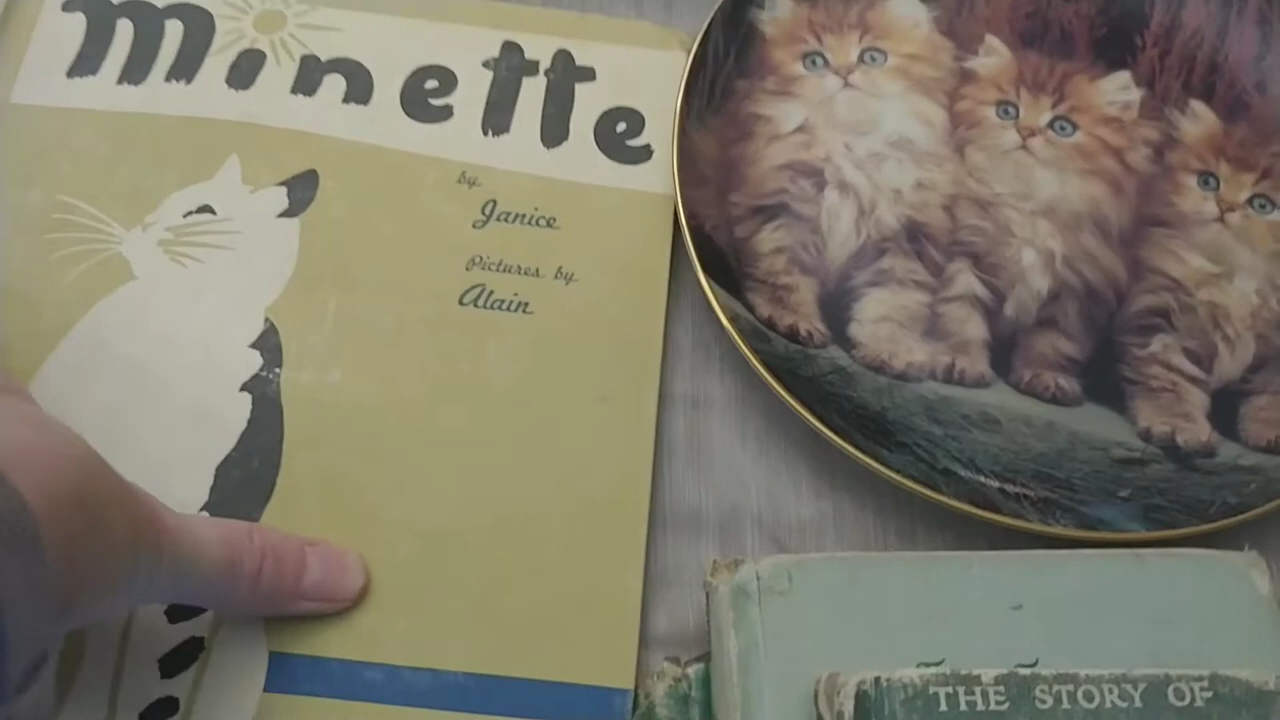 Minette
by
Janice
Pictures by
Alain
THE STORY OF